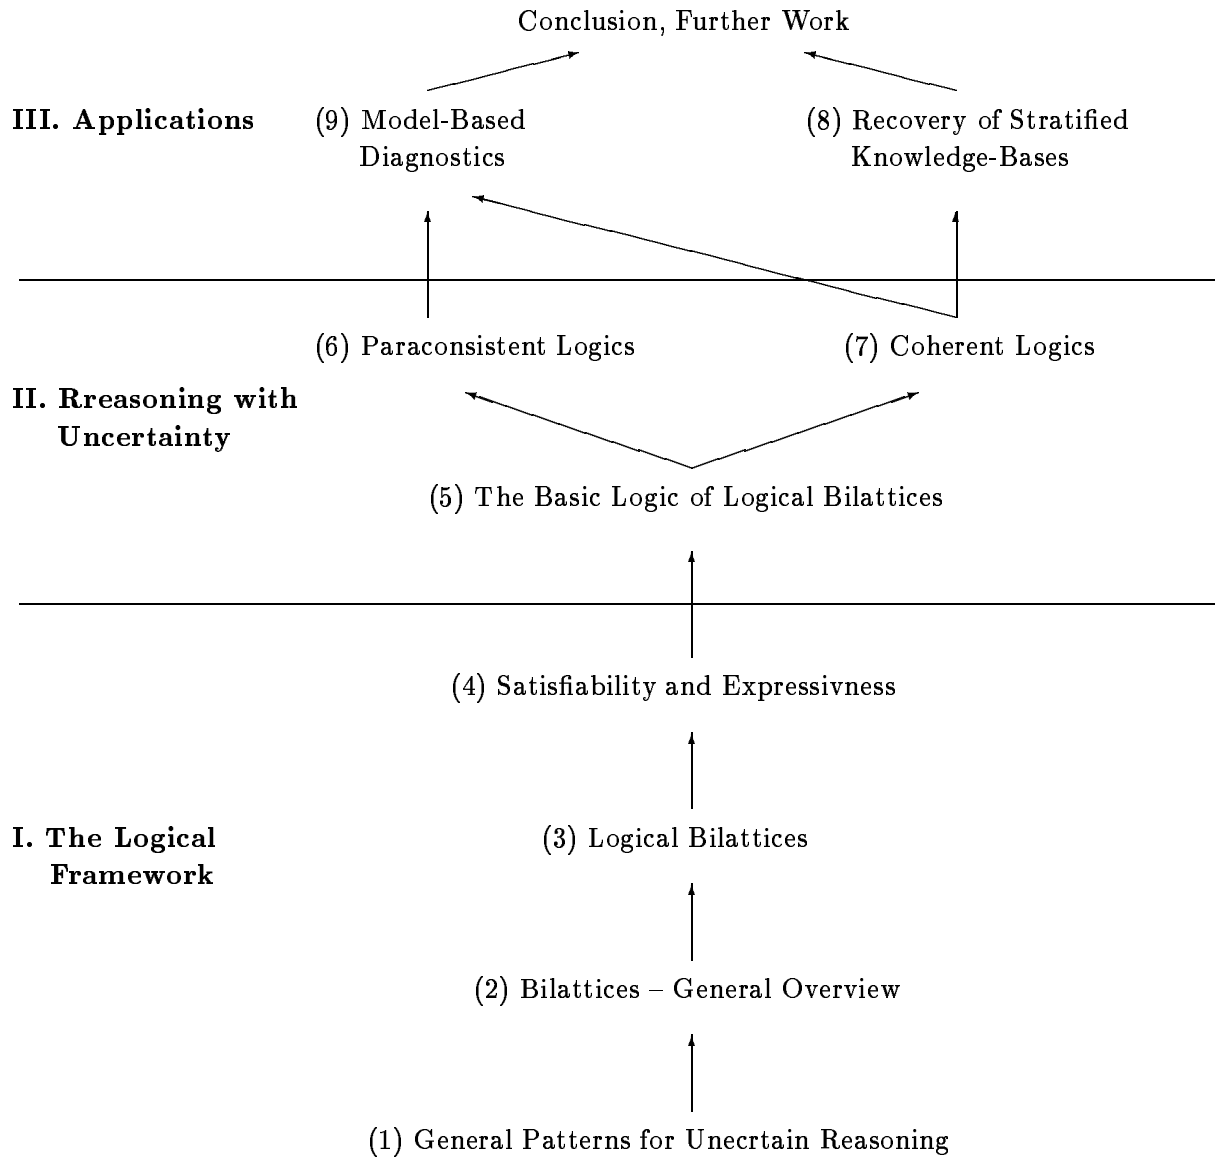 Conclusion, Further Work
III. Applications
(9) Model-Based
Diagnostics
(8) Recovery of Stratified
Knowledge-Bases
(6) Paraconsistent Logics
(7) Coherent Logics
II. Rreasoning with
Uncertainty
(5) The Basic Logic of Logical Bilattices
(4) Satisfiability and Expressivness
I. The Logical
Framework
(3) Logical Bilattices
(2) Bilattices – General Overview
(1) General Patterns for Unecrtain Reasoning